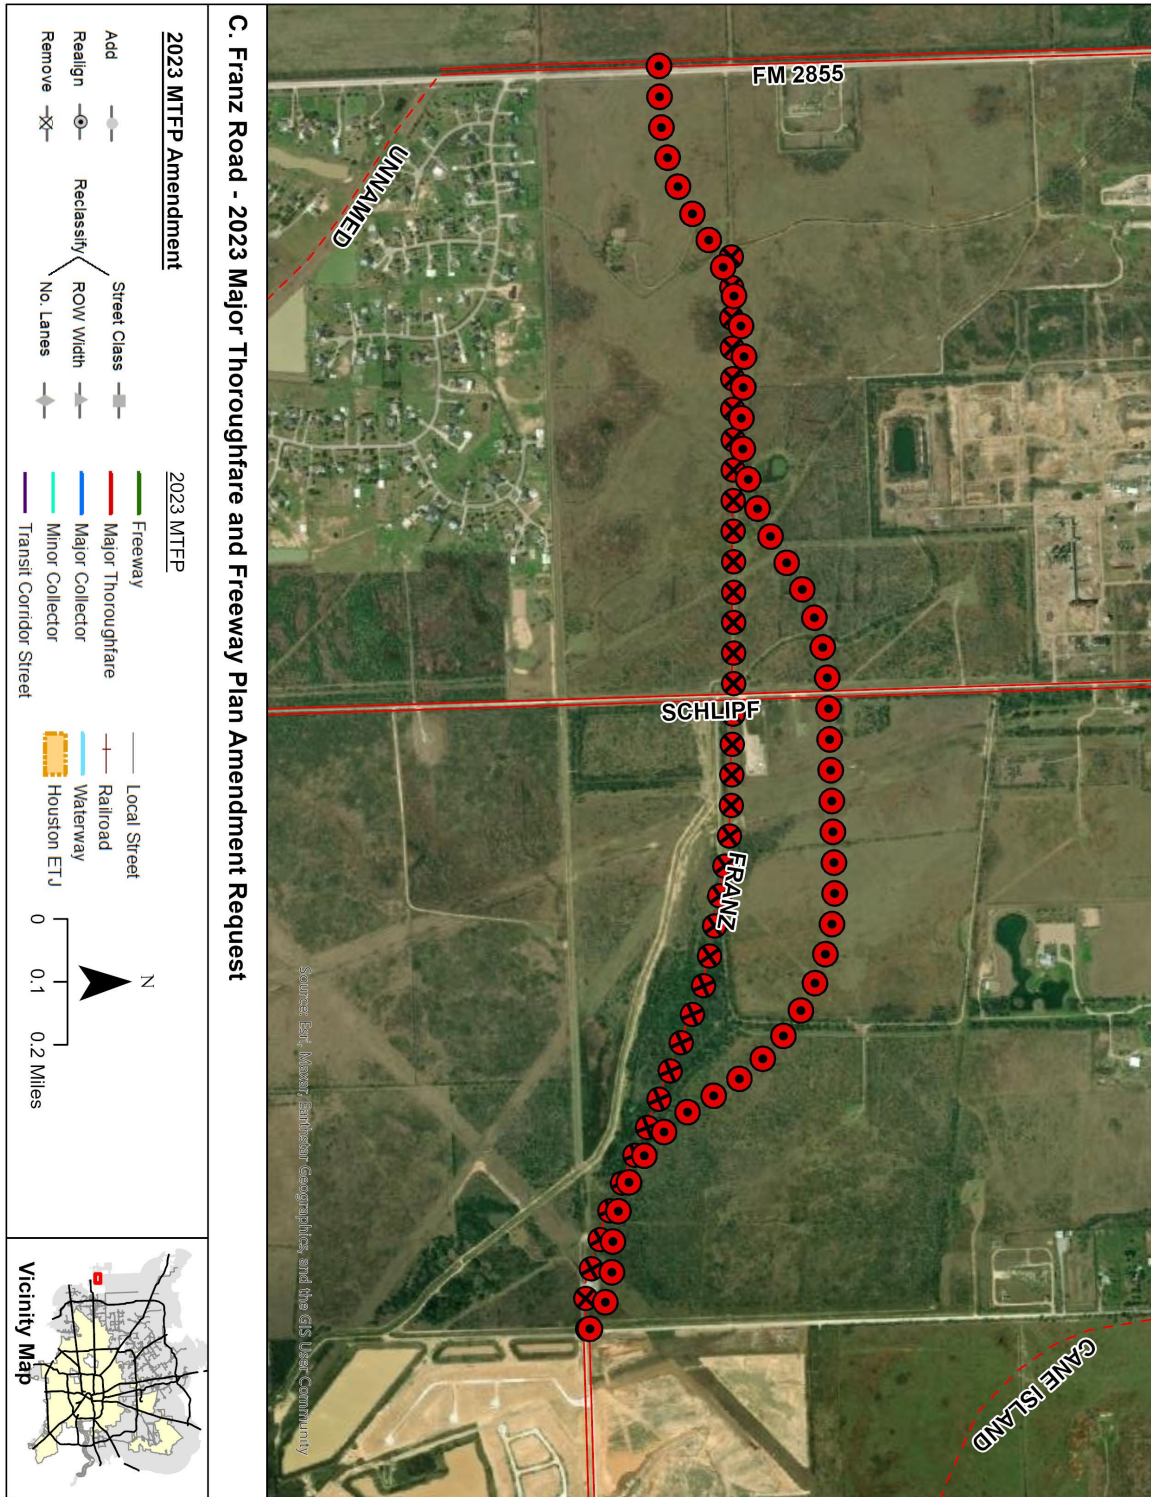 FM 2855
UNNAMED
SCHLIPF
FRANZ
CANE ISLAND
Source: Esri, Maxar, Earthstar Geographics, and the GIS User Community
C. Franz Road - 2023 Major Thoroughfare and Freeway Plan Amendment Request
2023 MTFP Amendment
Add
Realign
Remove
Reclassify
Street Class
ROW Width
No. Lanes
2023 MTFP
Freeway
Major Thoroughfare
Major Collector
Minor Collector
Transit Corridor Street
Local Street
Railroad
Waterway
Houston ETJ
N
0 0.1 0.2 Miles
Vicinity Map